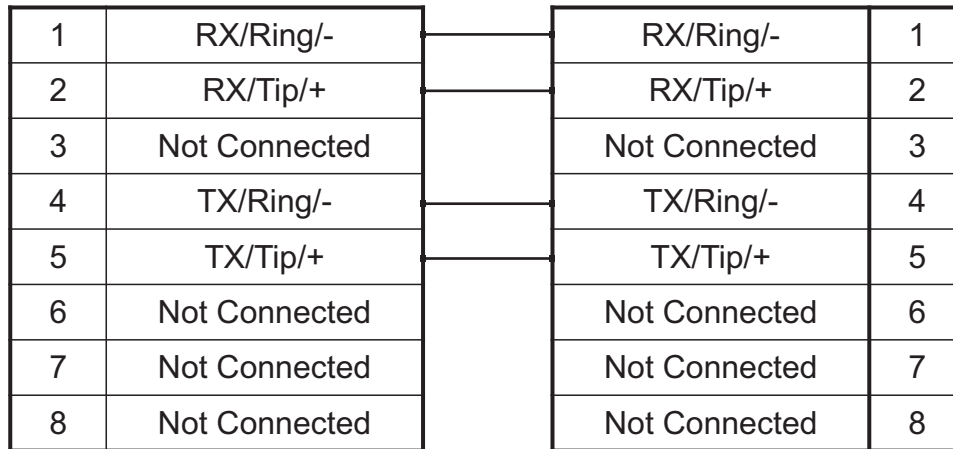 1 RX/Ring/- RX/Ring/- 1
2 RX/Tip/+ RX/Tip/+ 2
3 Not Connected Not Connected 3
4 TX/Ring/- TX/Ring/- 4
5 TX/Tip/+ TX/Tip/+ 5
6 Not Connected Not Connected 6
7 Not Connected Not Connected 7
8 Not Connected Not Connected 8